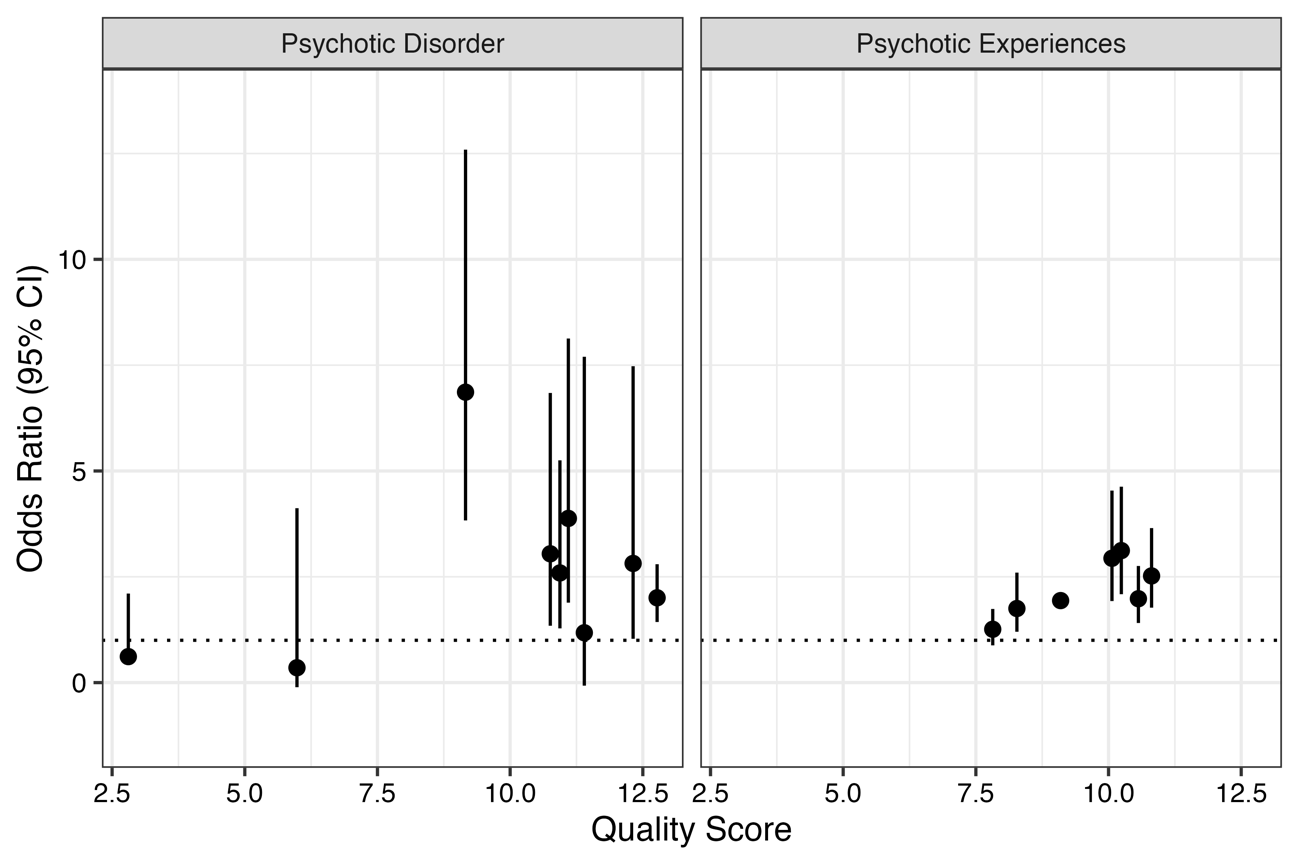 Psychotic Disorder
Psychotic Experiences
Odds Ratio (95% CI)
10
5
0
2.5 5.0 7.5 10.0 12.5
2.5 5.0 7.5 10.0 12.5
Quality Score